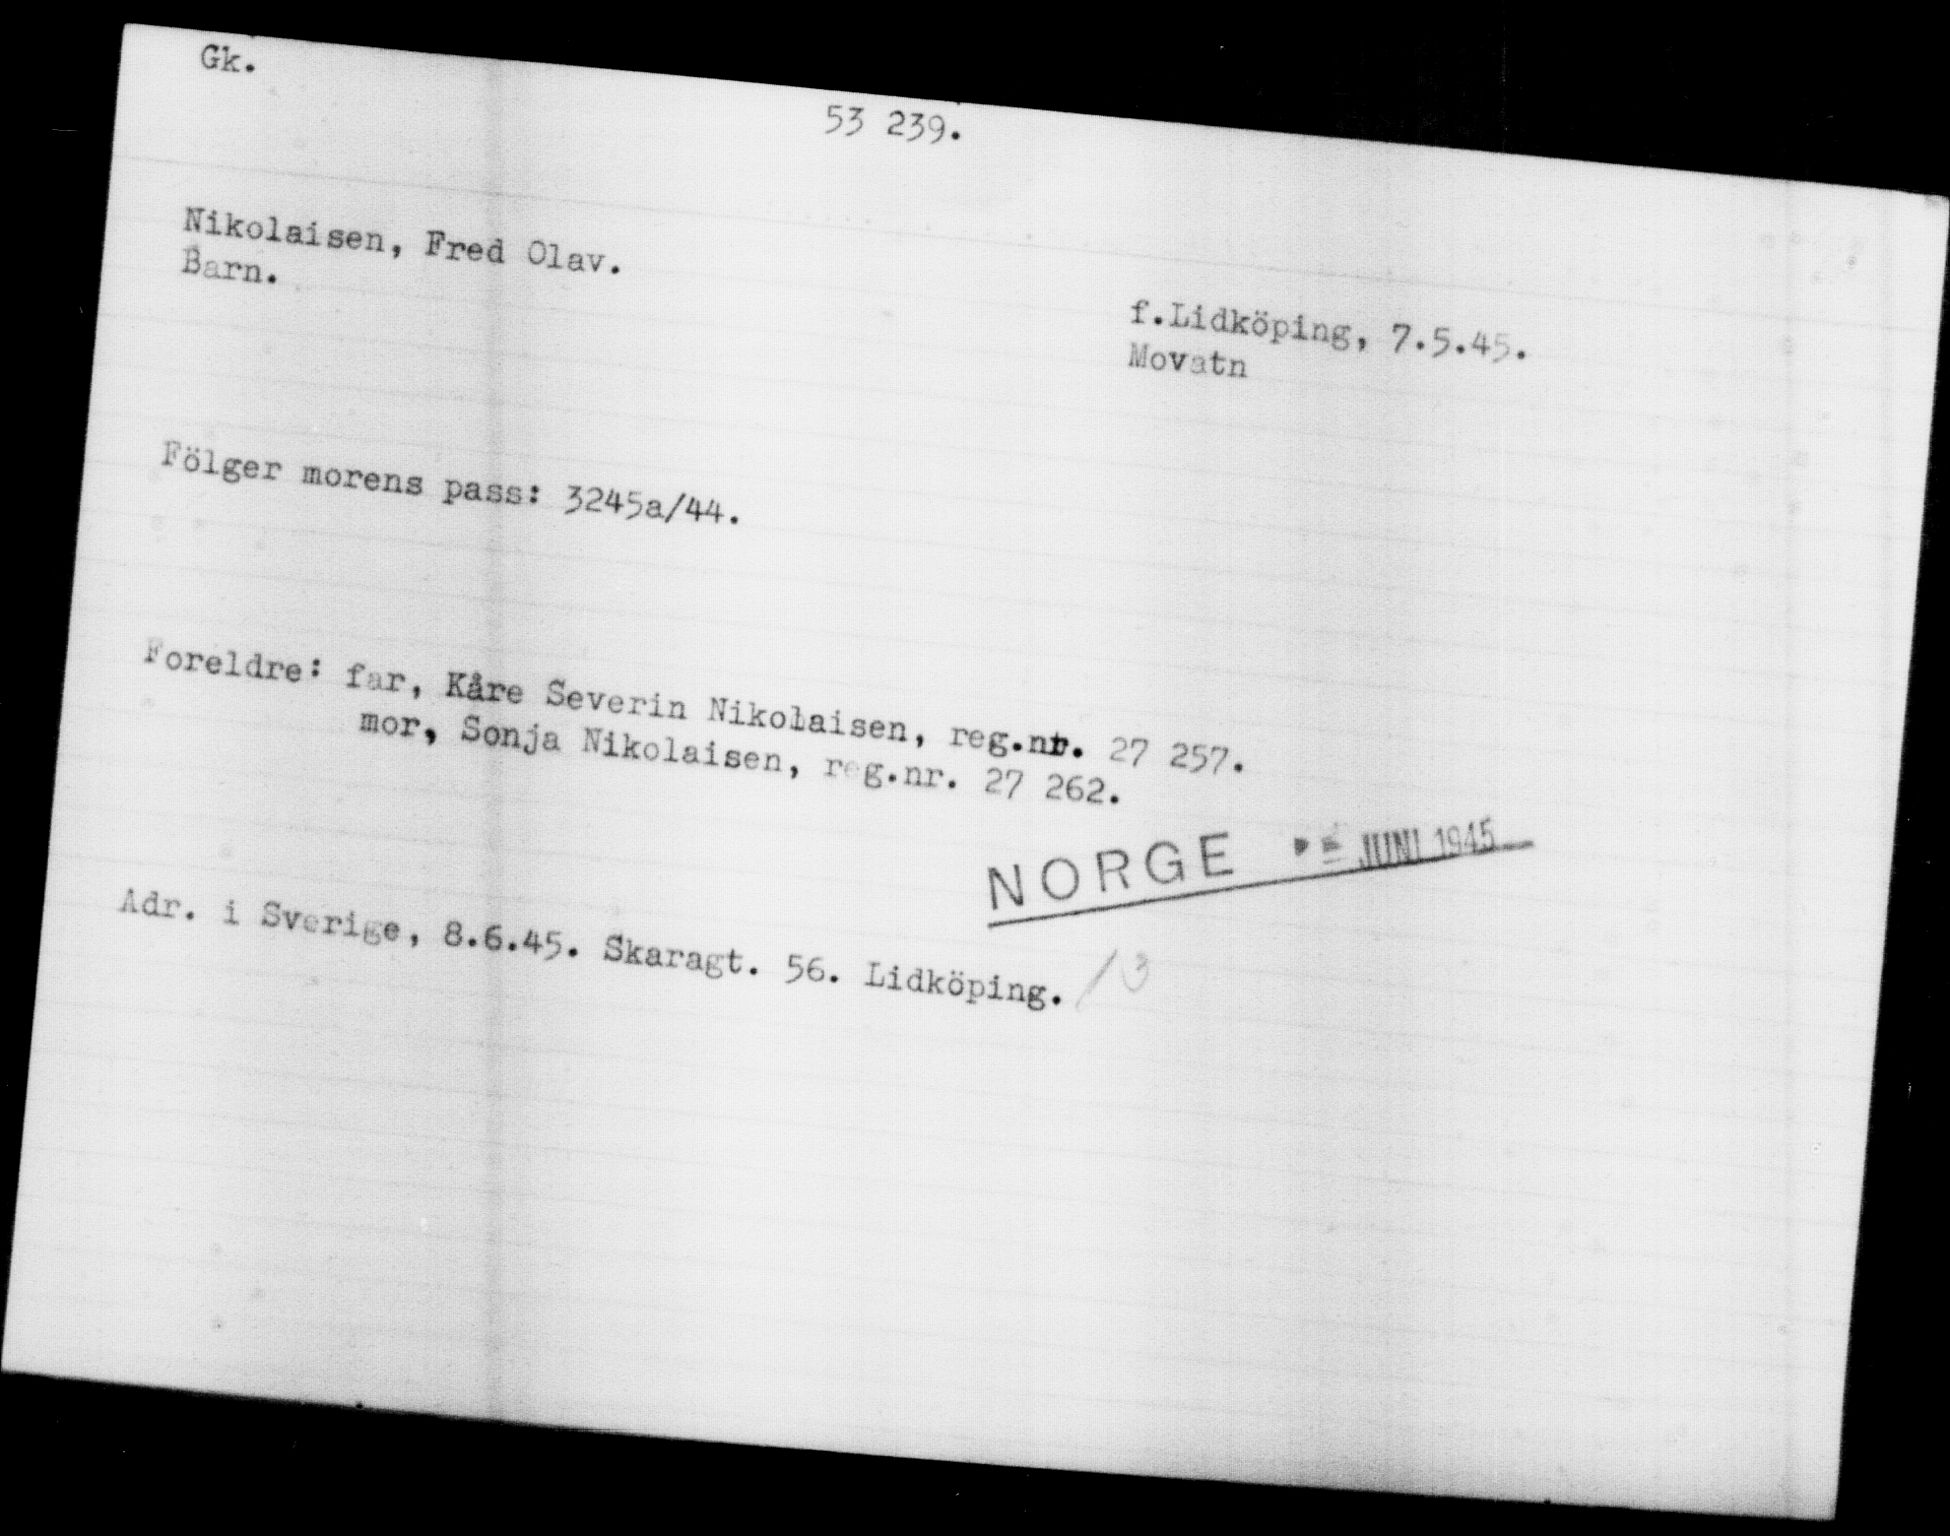 Gk.
53 239.
Nikolaisen, Fred Olav.
Barn.
f.Lidköping, 7.5.45.
Movatn
Fölger morens pass: 3245a/44.
Foreldre: far, Kåre Severin Nikolaisen, reg.nr. 27 257.
mor, Sonja Nikolaisen, reg.nr. 27 262.
NORGE JUNI 1945
Adr. i Sverige, 8.6.45. Skaragt. 56. Lidköping.